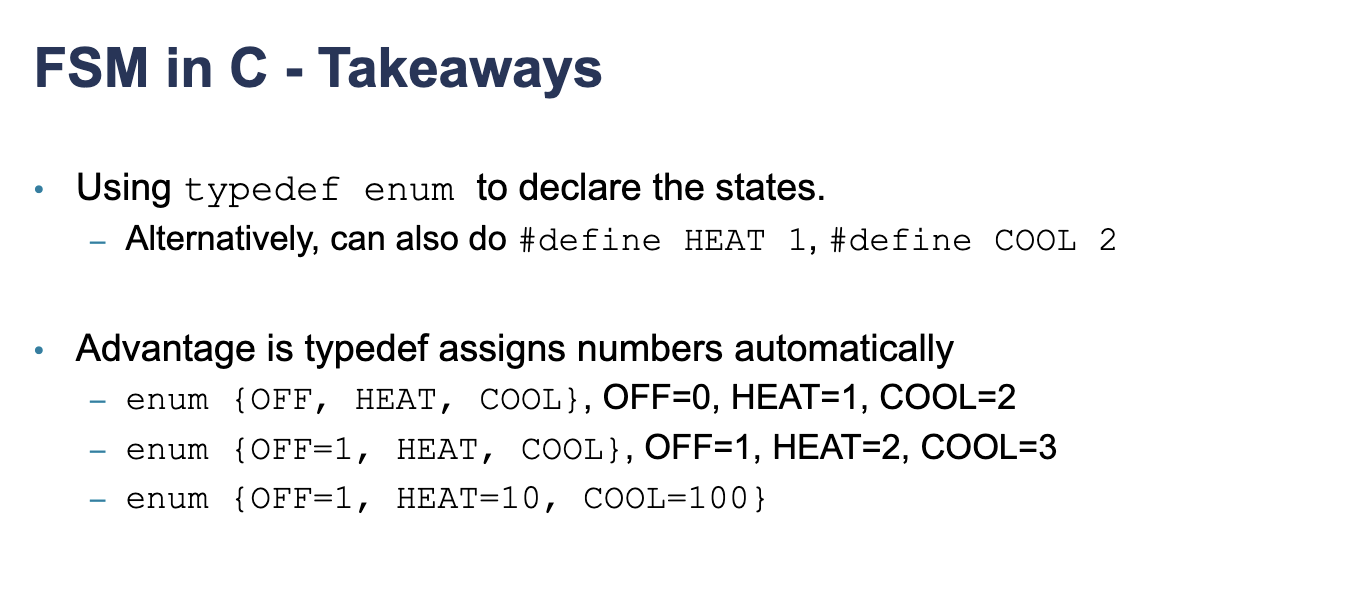 FSM in C - Takeaways
• Using typedef enum to declare the states.
– Alternatively, can also do #define HEAT 1, #define COOL 2
• Advantage is typedef assigns numbers automatically
– enum {OFF, HEAT, COOL}, OFF=0, HEAT=1, COOL=2
– enum {OFF=1, HEAT, COOL}, OFF=1, HEAT=2, COOL=3
– enum {OFF=1, HEAT=10, COOL=100}